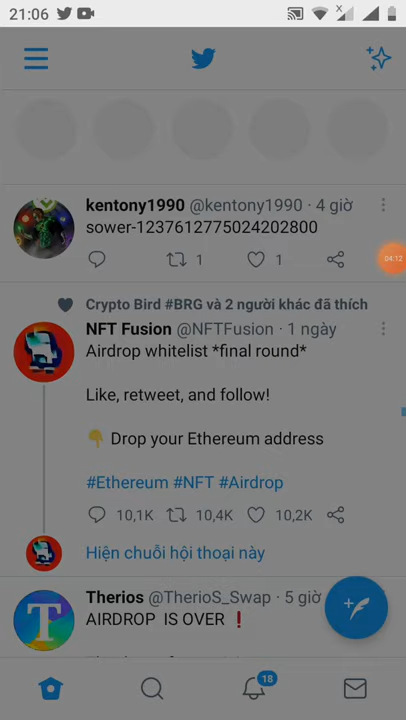 21:06
04:12
kentony1990 @kentony1990 · 4 giờ
sower-1237612775024202800
1 1
Crypto Bird #BRG và 2 người khác đã thích
NFT Fusion @NFTFusion · 1 ngày
Airdrop whitelist *final round*
Like, retweet, and follow!
👇 Drop your Ethereum address
#Ethereum #NFT #Airdrop
10,1K 10,4K 10,2K
Hiện chuỗi hội thoại này
Therios @TherioS_Swap · 5 giờ
AIRDROP IS OVER ❗
18